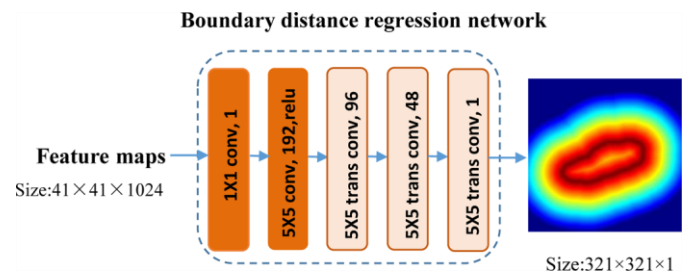 Boundary distance regression network
Feature maps
Size:41×41×1024
1X1 conv, 1
5X5 conv, 192,relu
5X5 trans conv, 96
5X5 trans conv, 48
5X5 trans conv, 1
Size:321×321×1